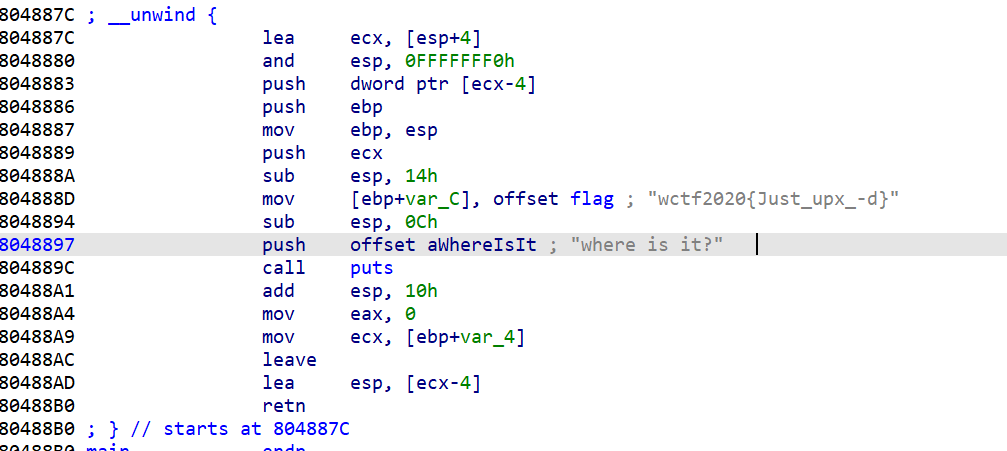 804887C ; __unwind {
804887C lea ecx, [esp+4]
8048880 and esp, 0FFFFFFF0h
8048883 push dword ptr [ecx-4]
8048886 push ebp
8048887 mov ebp, esp
8048889 push ecx
804888A sub esp, 14h
804888D mov [ebp+var_C], offset flag ; "wctf2020{Just_upx_-d}"
8048894 sub esp, 0Ch
8048897 push offset aWhereIsIt ; "where is it?"
804889C call puts
80488A1 add esp, 10h
80488A4 mov eax, 0
80488A9 mov ecx, [ebp+var_4]
80488AC leave
80488AD lea esp, [ecx-4]
80488B0 retn
80488B0 ; } // starts at 804887C
80488B0 main endp